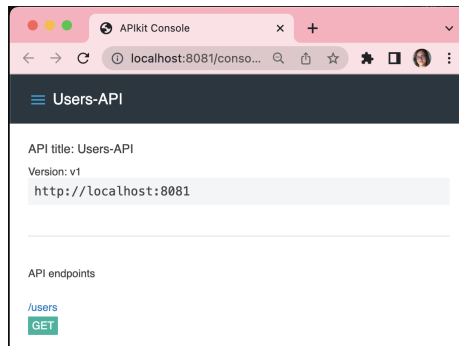 APIkit Console
localhost:8081/conso...
Users-API
API title: Users-API
Version: v1
http://localhost:8081
API endpoints
/users
GET